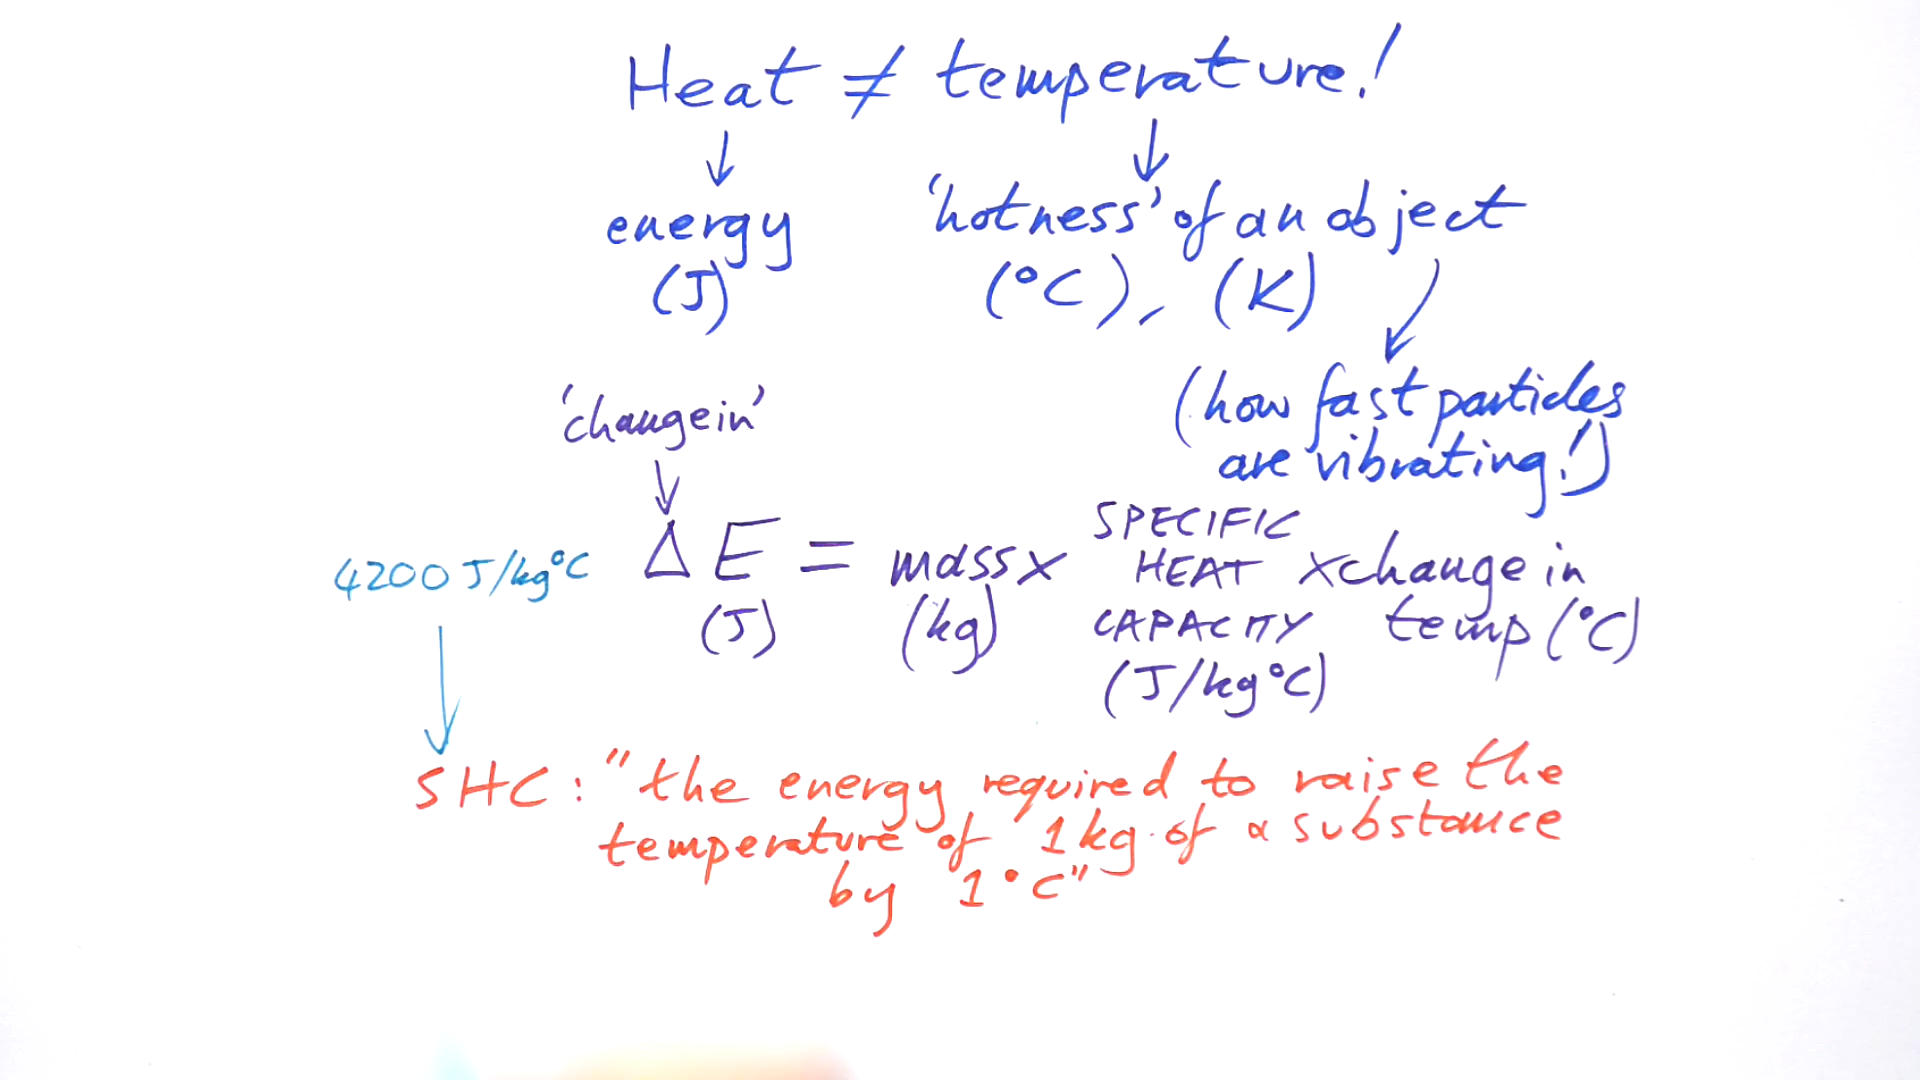 Heat ≠ temperature!
energy
(J)
'hotness' of an object
(°C), (K)
(how fast particles
are vibrating!)
'change in'
ΔE = mass x SPECIFIC HEAT CAPACITY x change in temp (°C)
(J)
(kg)
(J/kg°C)
4200 J/kg°C
SHC: "the energy required to raise the
temperature of 1kg of a substance
by 1°C"